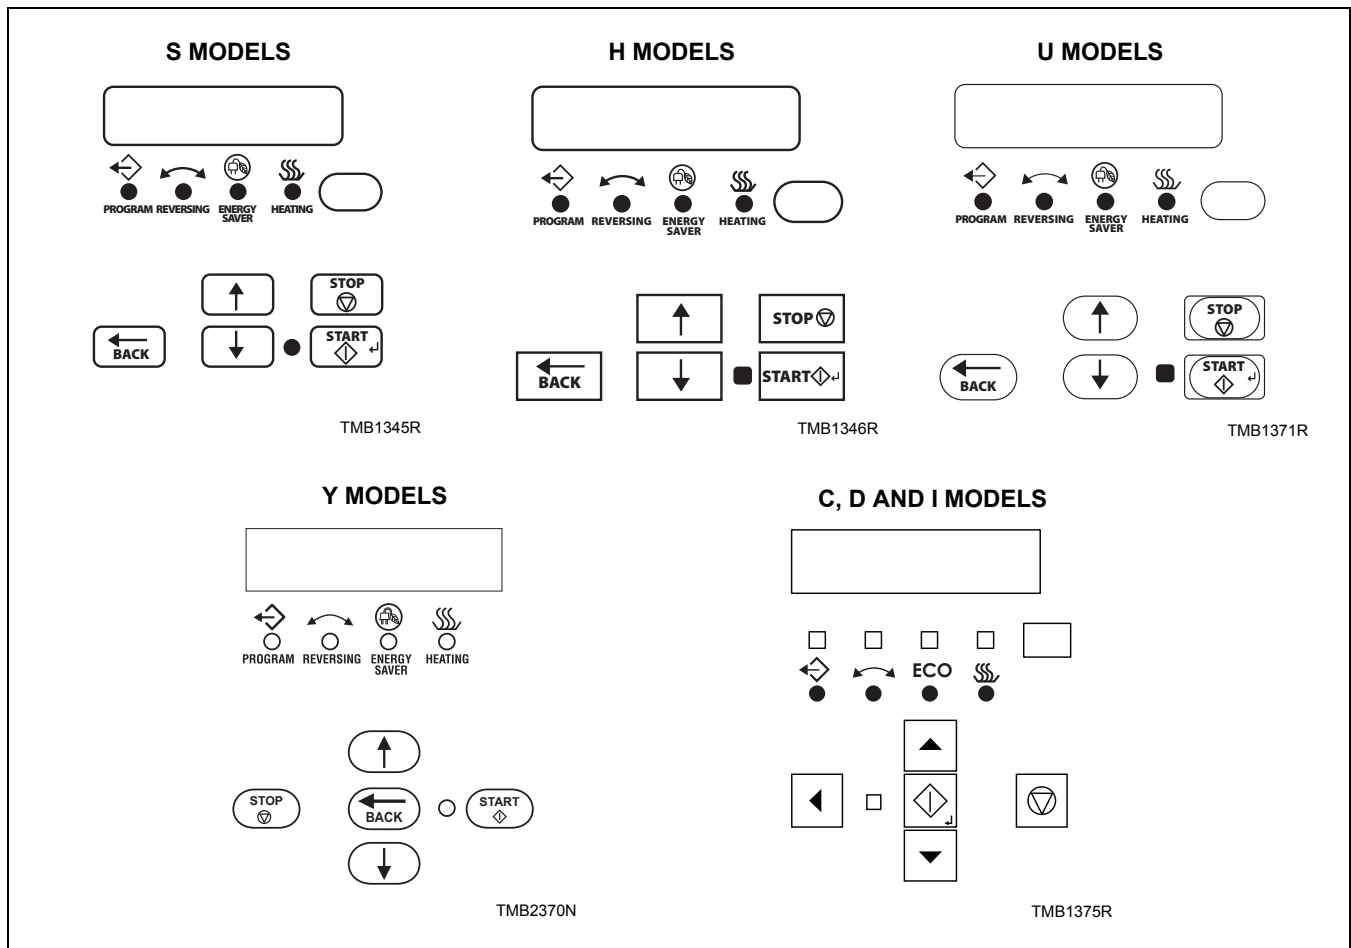 S MODELS
PROGRAM REVERSING ENERGY SAVER HEATING
STOP
START
BACK
TMB1345R
H MODELS
PROGRAM REVERSING ENERGY SAVER HEATING
STOP
START
BACK
TMB1346R
U MODELS
PROGRAM REVERSING ENERGY SAVER HEATING
STOP
START
BACK
TMB1371R
Y MODELS
PROGRAM REVERSING ENERGY SAVER HEATING
STOP
BACK
START
TMB2370N
C, D AND I MODELS
ECO
TMB1375R